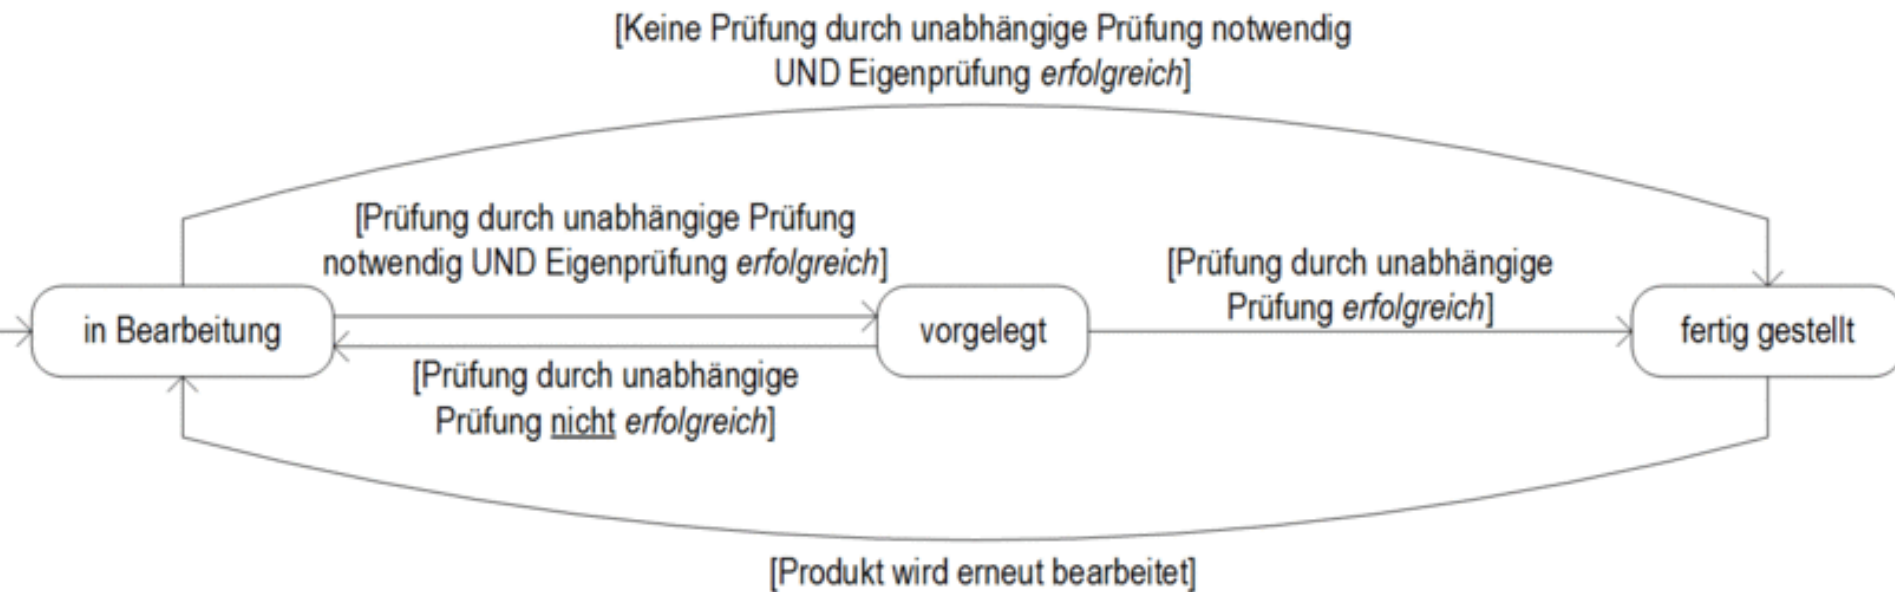 [Keine Prüfung durch unabhängige Prüfung notwendig
UND Eigenprüfung erfolgreich]
[Prüfung durch unabhängige Prüfung
notwendig UND Eigenprüfung erfolgreich]
[Prüfung durch unabhängige
Prüfung erfolgreich]
in Bearbeitung
vorgelegt
fertig gestellt
[Prüfung durch unabhängige
Prüfung nicht erfolgreich]
[Produkt wird erneut bearbeitet]